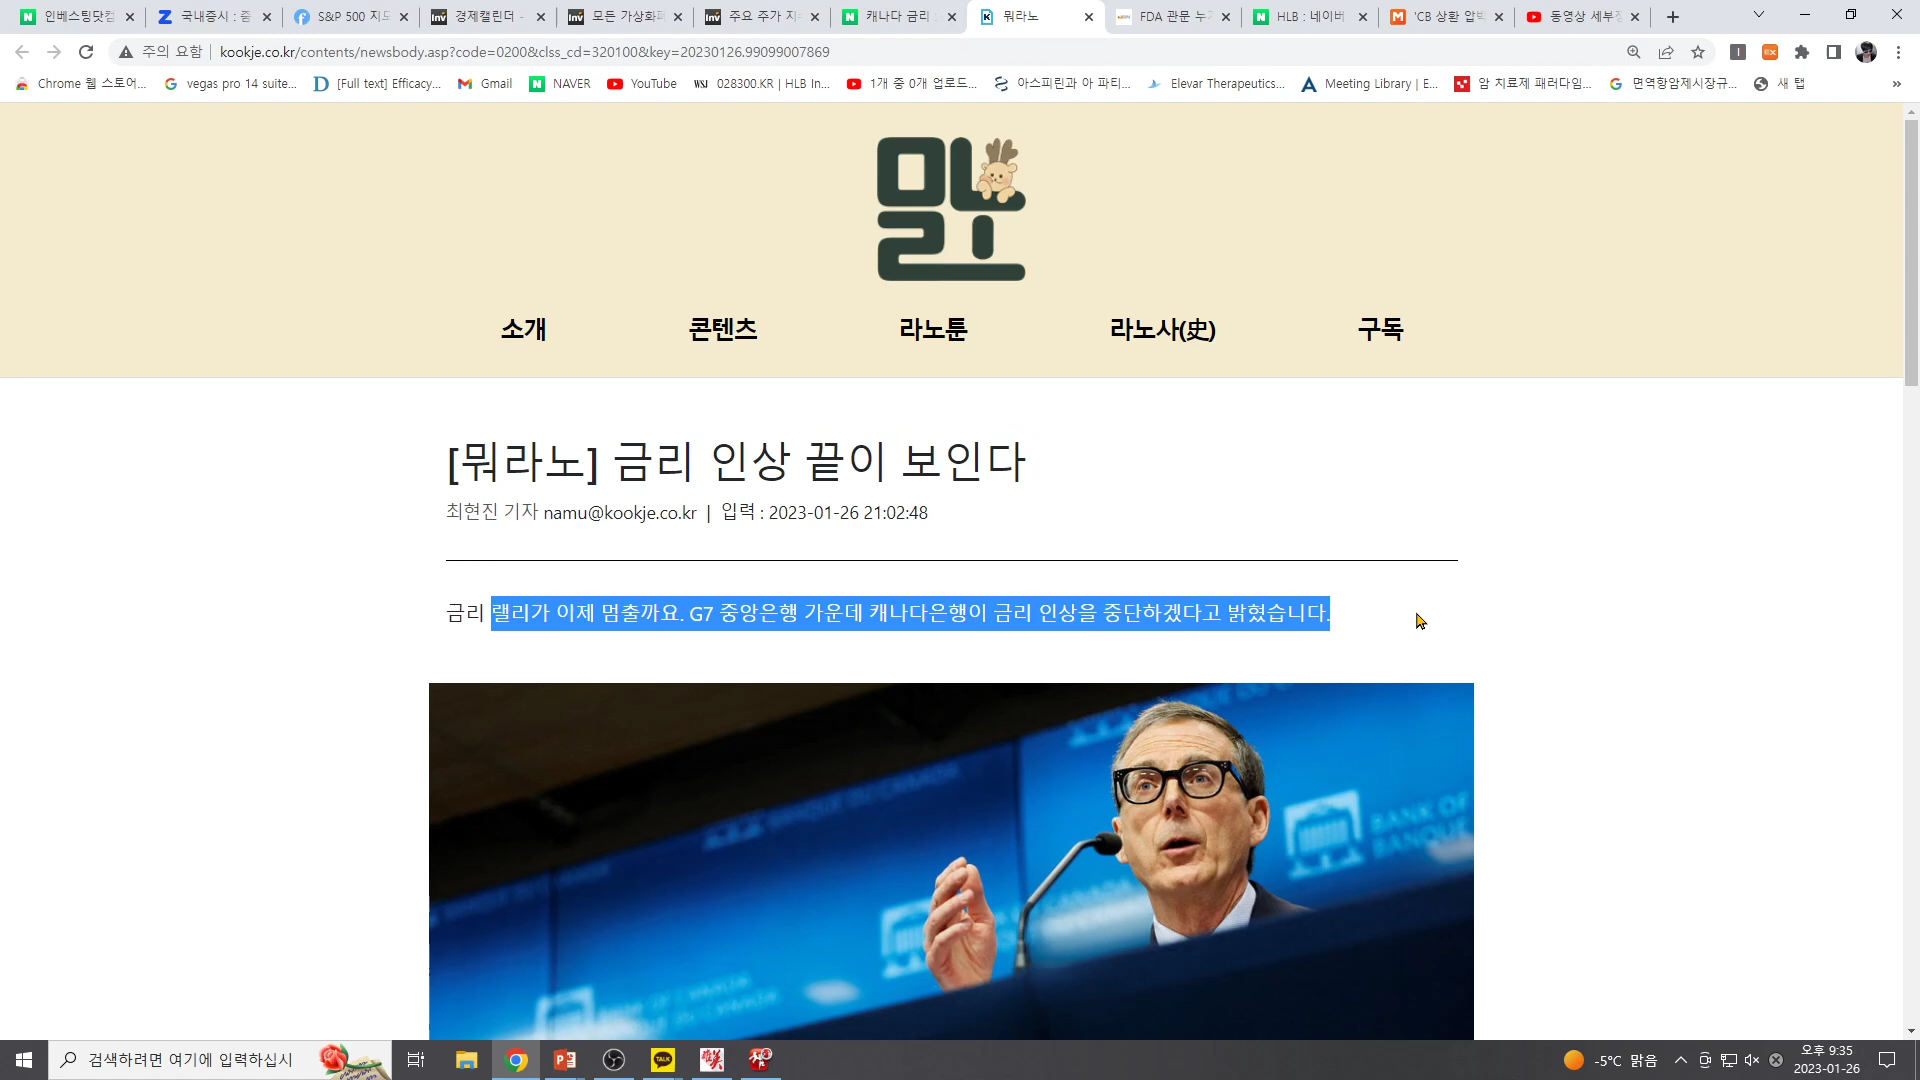 인베스팅닷컴
국내증시 : 증
S&P 500 지도
경제캘린더 -
모든 가상화폐
주요 주가 지수
캐나다 금리
뭐라노
FDA 관문 누가
HLB : 네이버
'CB 상환 압박
동영상 세부정
주의 요함
kookje.co.kr/contents/newsbody.asp?code=0200&clss_cd=320100&key=20230126.99099007869
Chrome 웹 스토어...
vegas pro 14 suite...
[Full text] Efficacy...
Gmail
NAVER
YouTube
028300.KR | HLB In...
1개 중 0개 업로드...
아스피린과 아 파티...
Elevar Therapeutics...
Meeting Library | E...
암 치료제 패러다임...
면역항암제시장규...
새 탭
뭐라노
소개 콘텐츠 라노툰 라노사(史) 구독
[뭐라노] 금리 인상 끝이 보인다
최현진 기자 namu@kookje.co.kr | 입력 : 2023-01-26 21:02:48
금리 랠리가 이제 멈출까요. G7 중앙은행 가운데 캐나다은행이 금리 인상을 중단하겠다고 밝혔습니다.
BANK OF
BANQUE
검색하려면 여기에 입력하십시
TALK
-5°C 맑음
오후 9:35
2023-01-26